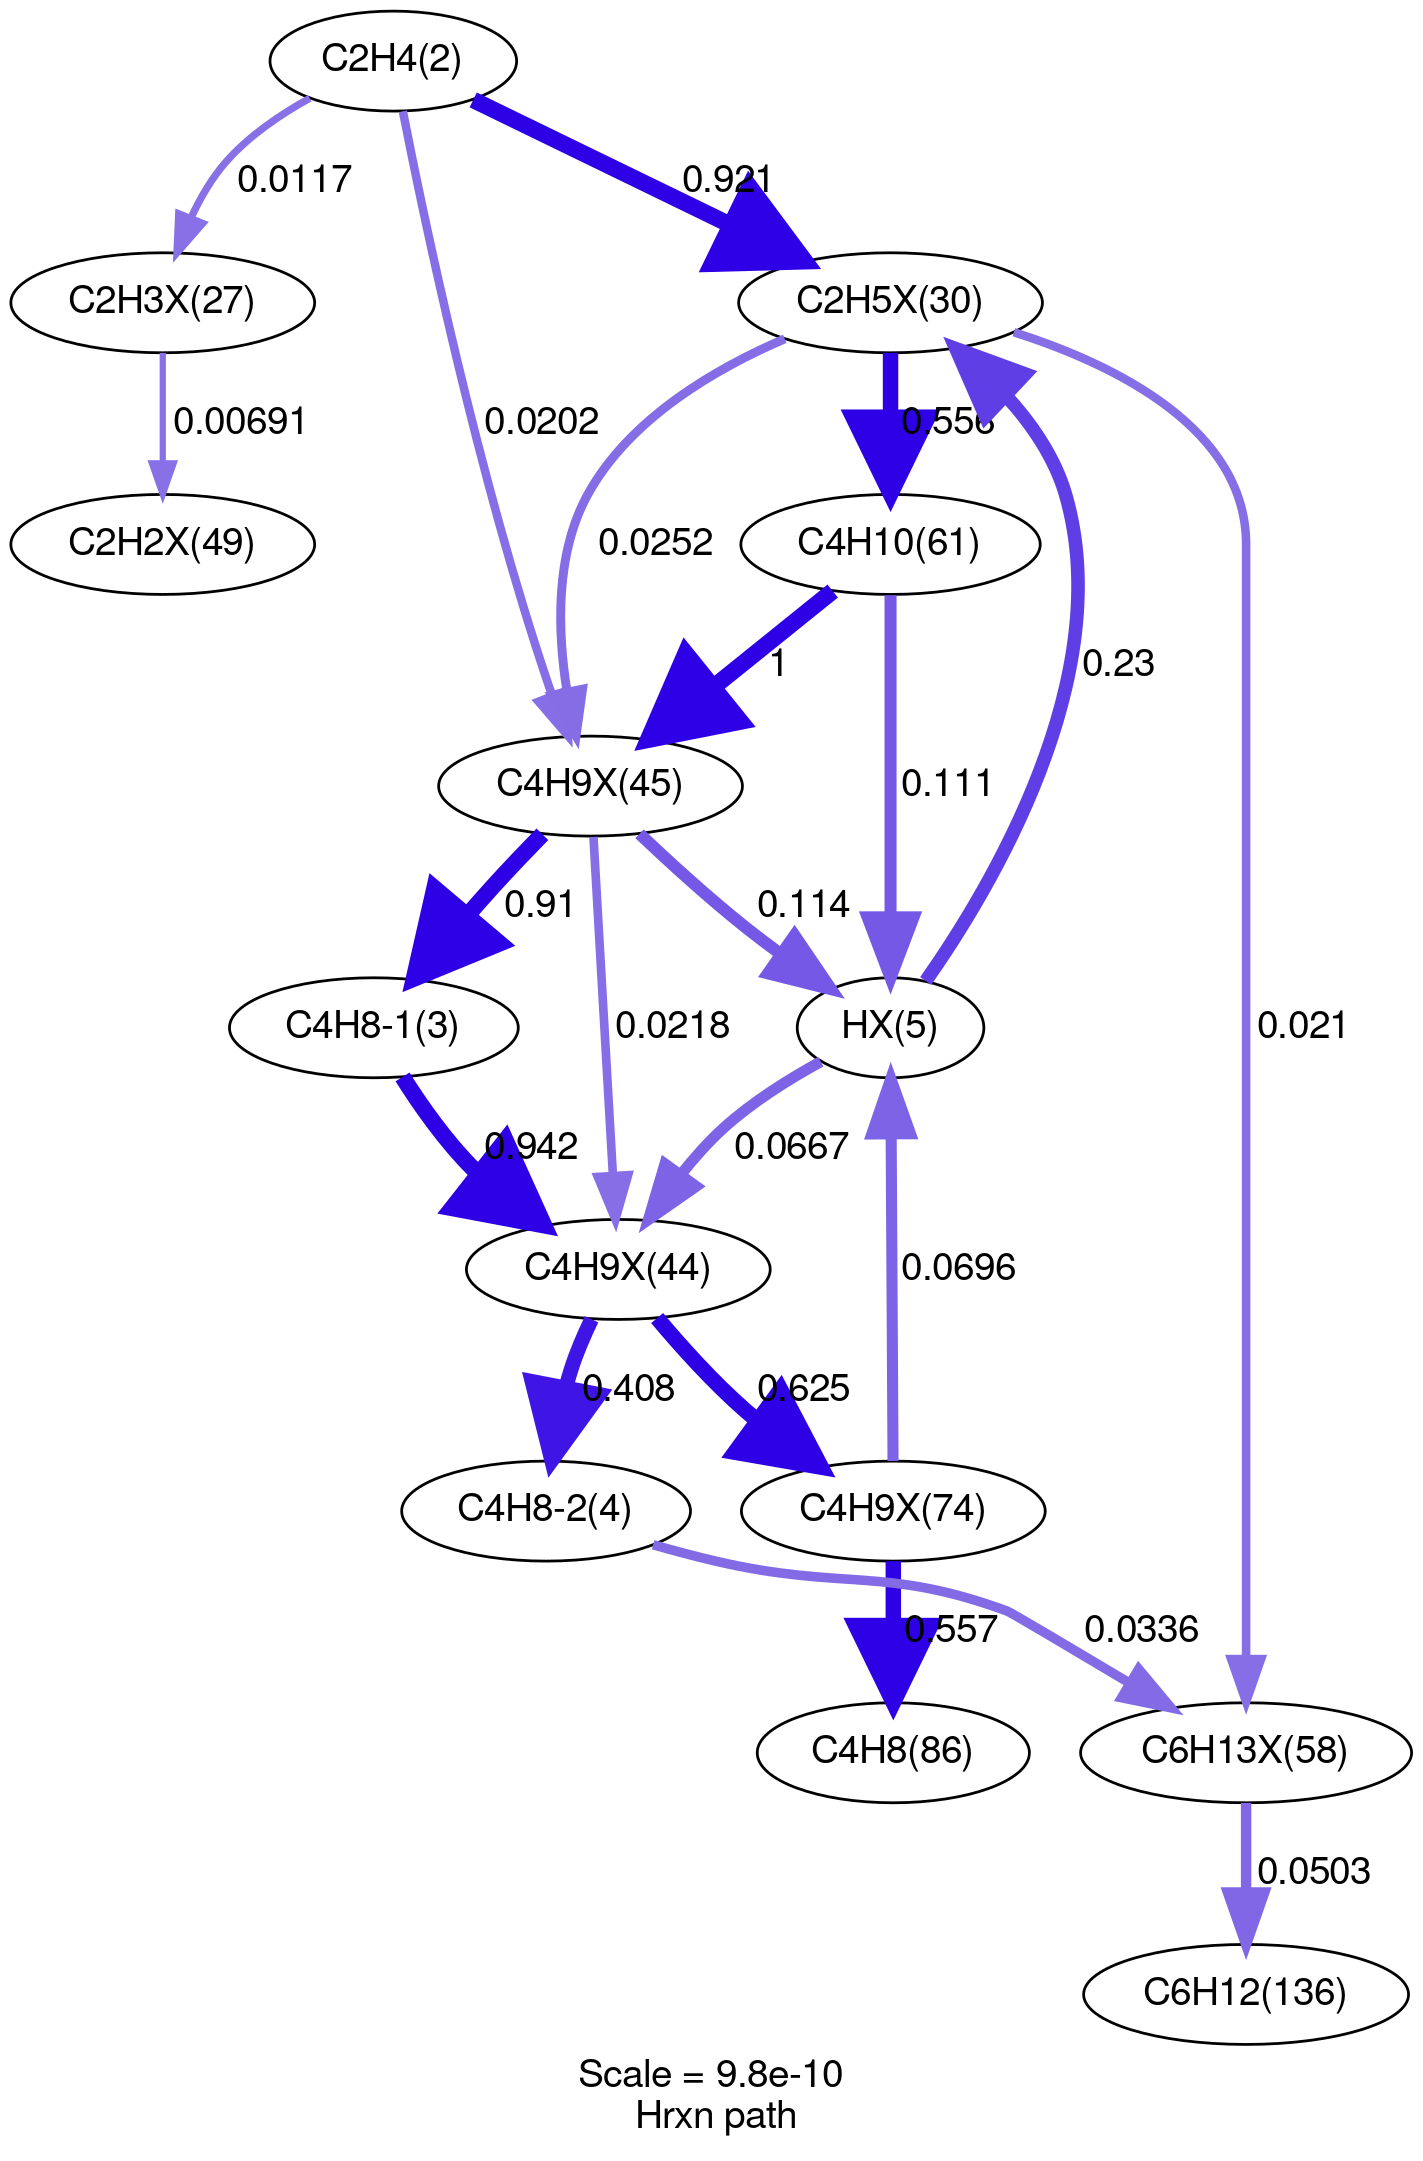 C2H4(2)
0.0117
0.921
C2H3X(27)
C2H5X(30)
0.00691
0.0202
0.556
C2H2X(49)
0.0252
C4H10(61)
1
0.23
C4H9X(45)
0.111
0.91
0.114
C4H8-1(3)
0.0218
HX(5)
0.021
0.942
0.0667
C4H9X(44)
0.0696
0.408
0.625
C4H8-2(4)
C4H9X(74)
0.557
0.0336
C4H8(86)
C6H13X(58)
0.0503
C6H12(136)
Scale = 9.8e-10
Hrxn path